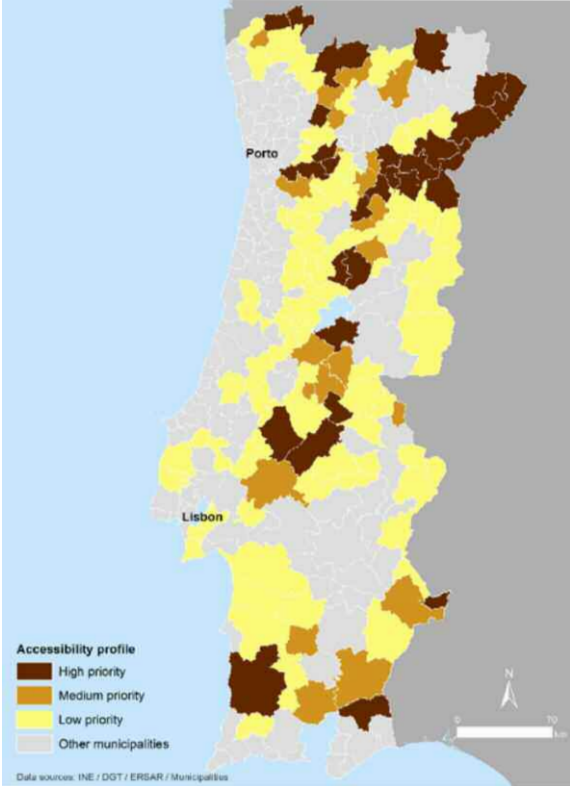 Porto
Lisbon
Accessibility profile
High priority
Medium priority
Low priority
Other municipalities
N
0 70
km
Data sources: INE / DGT / ERSAR / Municipalities